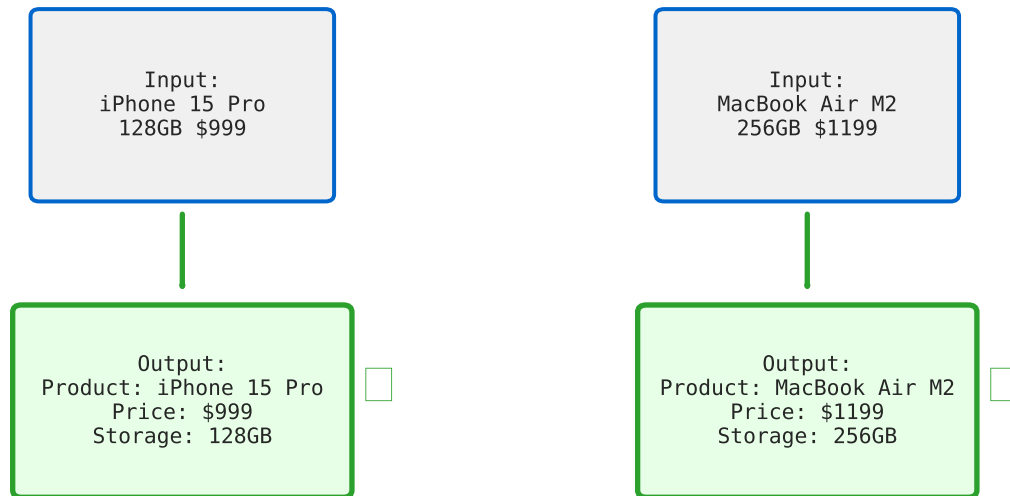 Input:
iPhone 15 Pro
128GB $999
Input:
MacBook Air M2
256GB $1199
Output:
Product: iPhone 15 Pro
Price: $999
Storage: 128GB
Output:
Product: MacBook Air M2
Price: $1199
Storage: 256GB